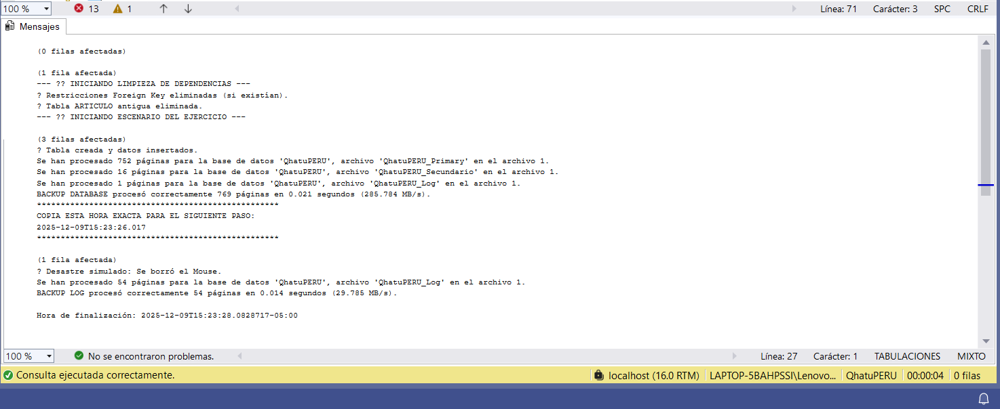 100 % 13 1 Línea: 71 Carácter: 3 SPC CRLF
Mensajes
(0 filas afectadas)
(1 fila afectada)
--- ?? INICIANDO LIMPIEZA DE DEPENDENCIAS ---
? Restricciones Foreign Key eliminadas (si existían).
? Tabla ARTICULO antigua eliminada.
--- ?? INICIANDO ESCENARIO DEL EJERCICIO ---
(3 filas afectadas)
? Tabla creada y datos insertados.
Se han procesado 752 páginas para la base de datos 'QhatuPERU', archivo 'QhatuPERU_Primary' en el archivo 1.
Se han procesado 16 páginas para la base de datos 'QhatuPERU', archivo 'QhatuPERU_Secundario' en el archivo 1.
Se han procesado 1 páginas para la base de datos 'QhatuPERU', archivo 'QhatuPERU_Log' en el archivo 1.
BACKUP DATABASE procesó correctamente 769 páginas en 0.021 segundos (285.784 MB/s).
***************************************************
COPIA ESTA HORA EXACTA PARA EL SIGUIENTE PASO:
2025-12-09T15:23:26.017
***************************************************
(1 fila afectada)
? Desastre simulado: Se borró el Mouse.
Se han procesado 54 páginas para la base de datos 'QhatuPERU', archivo 'QhatuPERU_Log' en el archivo 1.
BACKUP LOG procesó correctamente 54 páginas en 0.014 segundos (29.785 MB/s).
Hora de finalización: 2025-12-09T15:23:28.0828717-05:00
100 % No se encontraron problemas. Línea: 27 Carácter: 1 TABULACIONES MIXTO
Consulta ejecutada correctamente. localhost (16.0 RTM) LAPTOP-5BAHPSSI\Lenovo... QhatuPERU 00:00:04 0 filas